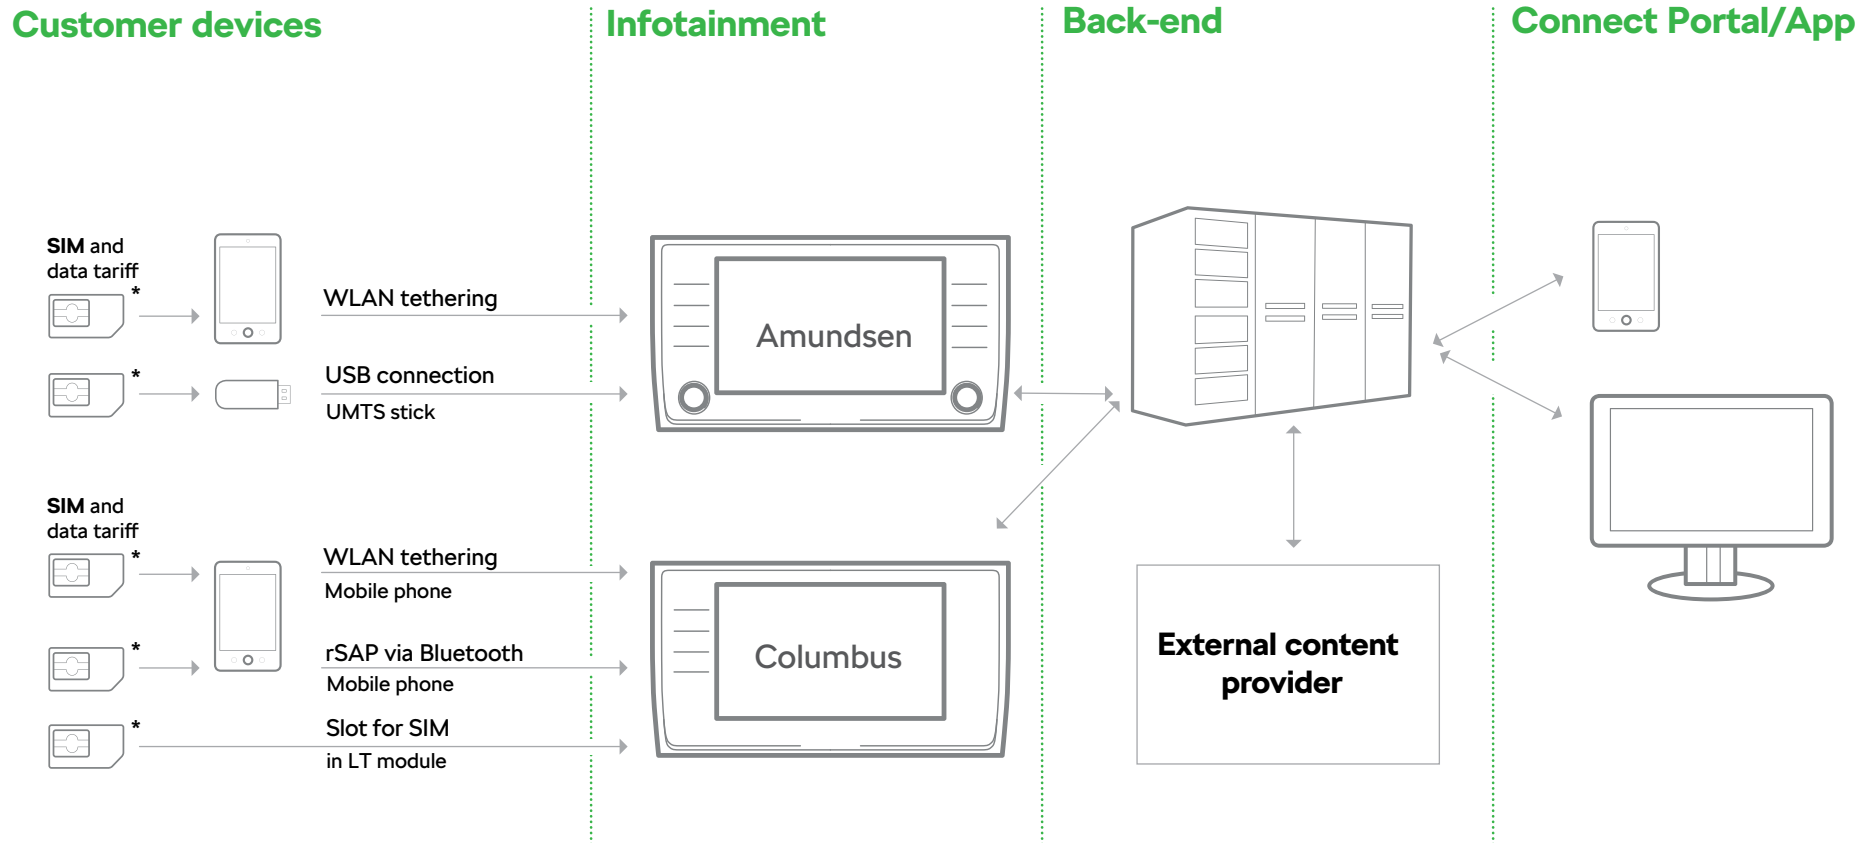 Customer devices
Infotainment
Back-end
Connect Portal/App
SIM and
data tariff
*
WLAN tethering
*
USB connection
UMTS stick
Amundsen
SIM and
data tariff
*
WLAN tethering
Mobile phone
*
rSAP via Bluetooth
Mobile phone
*
Slot for SIM
in LT module
Columbus
External content
provider